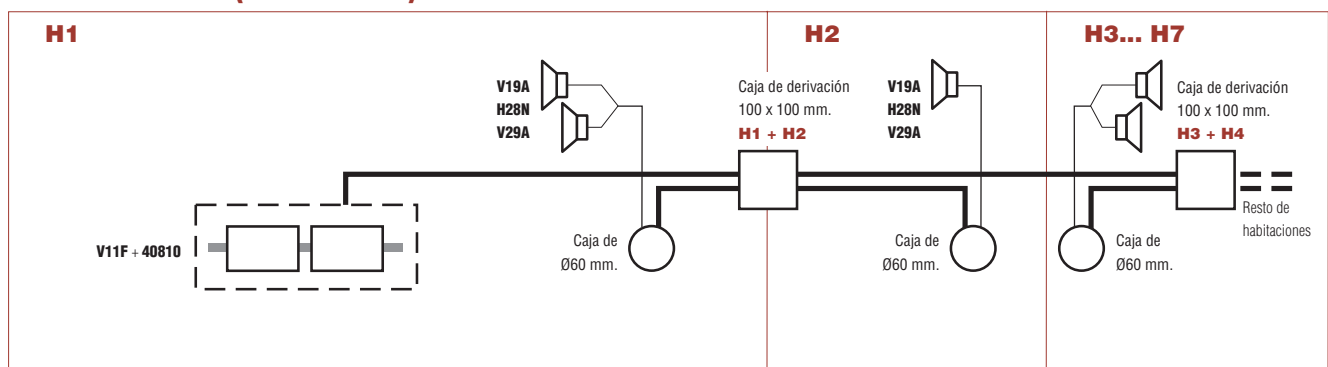 H1
H2
H3... H7
V19A
H28N
V29A
Caja de derivación
100 x 100 mm.
H1 + H2
V19A
H28N
V29A
Caja de derivación
100 x 100 mm.
H3 + H4
V11F + 40810
Caja de
Ø60 mm.
Caja de
Ø60 mm.
Caja de
Ø60 mm.
Resto de
habitaciones